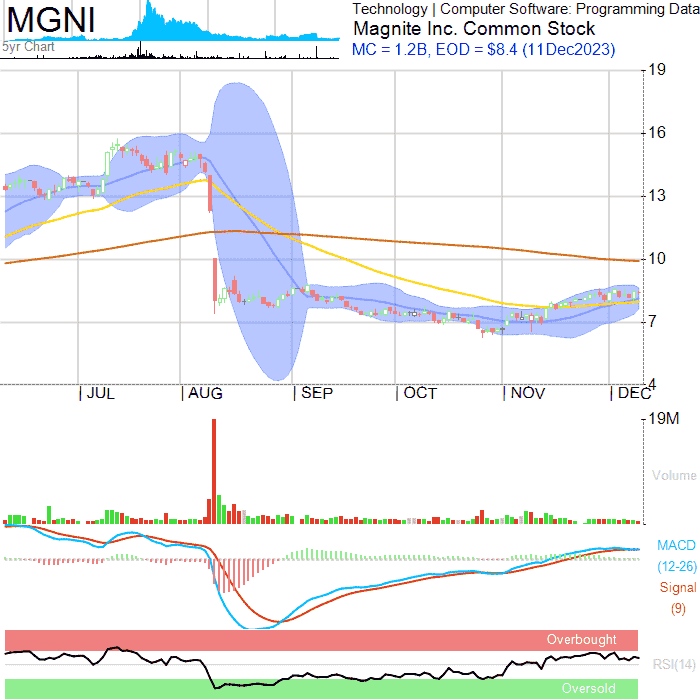 MGNI
5yr Chart
Technology | Computer Software: Programming Data
Magnite Inc. Common Stock
MC = 1.2B, EOD = $8.4 (11Dec2023)
19
16
13
10
7
4
JUL AUG SEP OCT NOV DEC
19M
Volume
MACD
(12-26)
Signal
(9)
Overbought
RSI(14)
Oversold